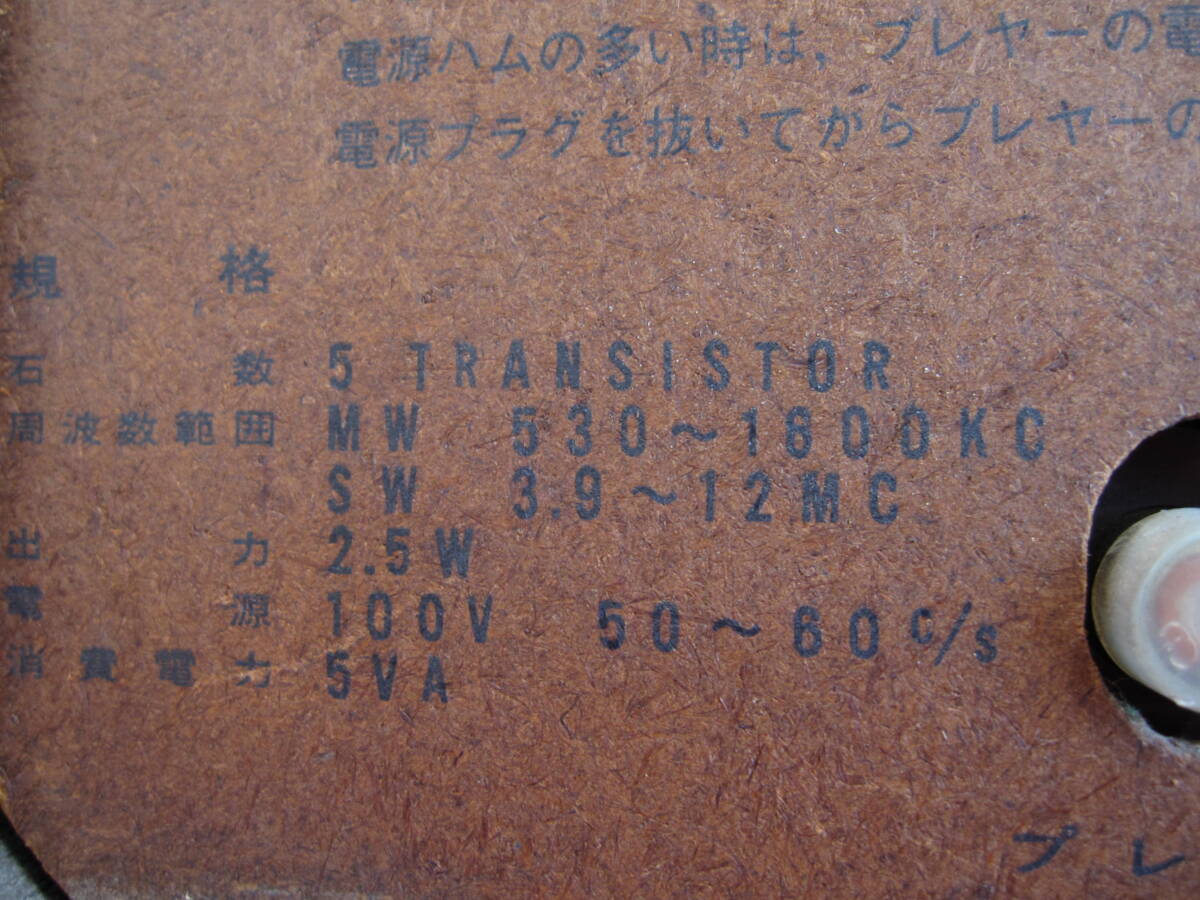 電源ハムの多い時は，プレヤーの電
電源プラグを抜いてからプレヤーの
規格
石数 5 TRANSISTOR
周波数範囲 MW 530～1600KC
SW 3.9～12MC
出力 2.5W
電源 100V 50～60c/s
消費電力 5VA
プレ